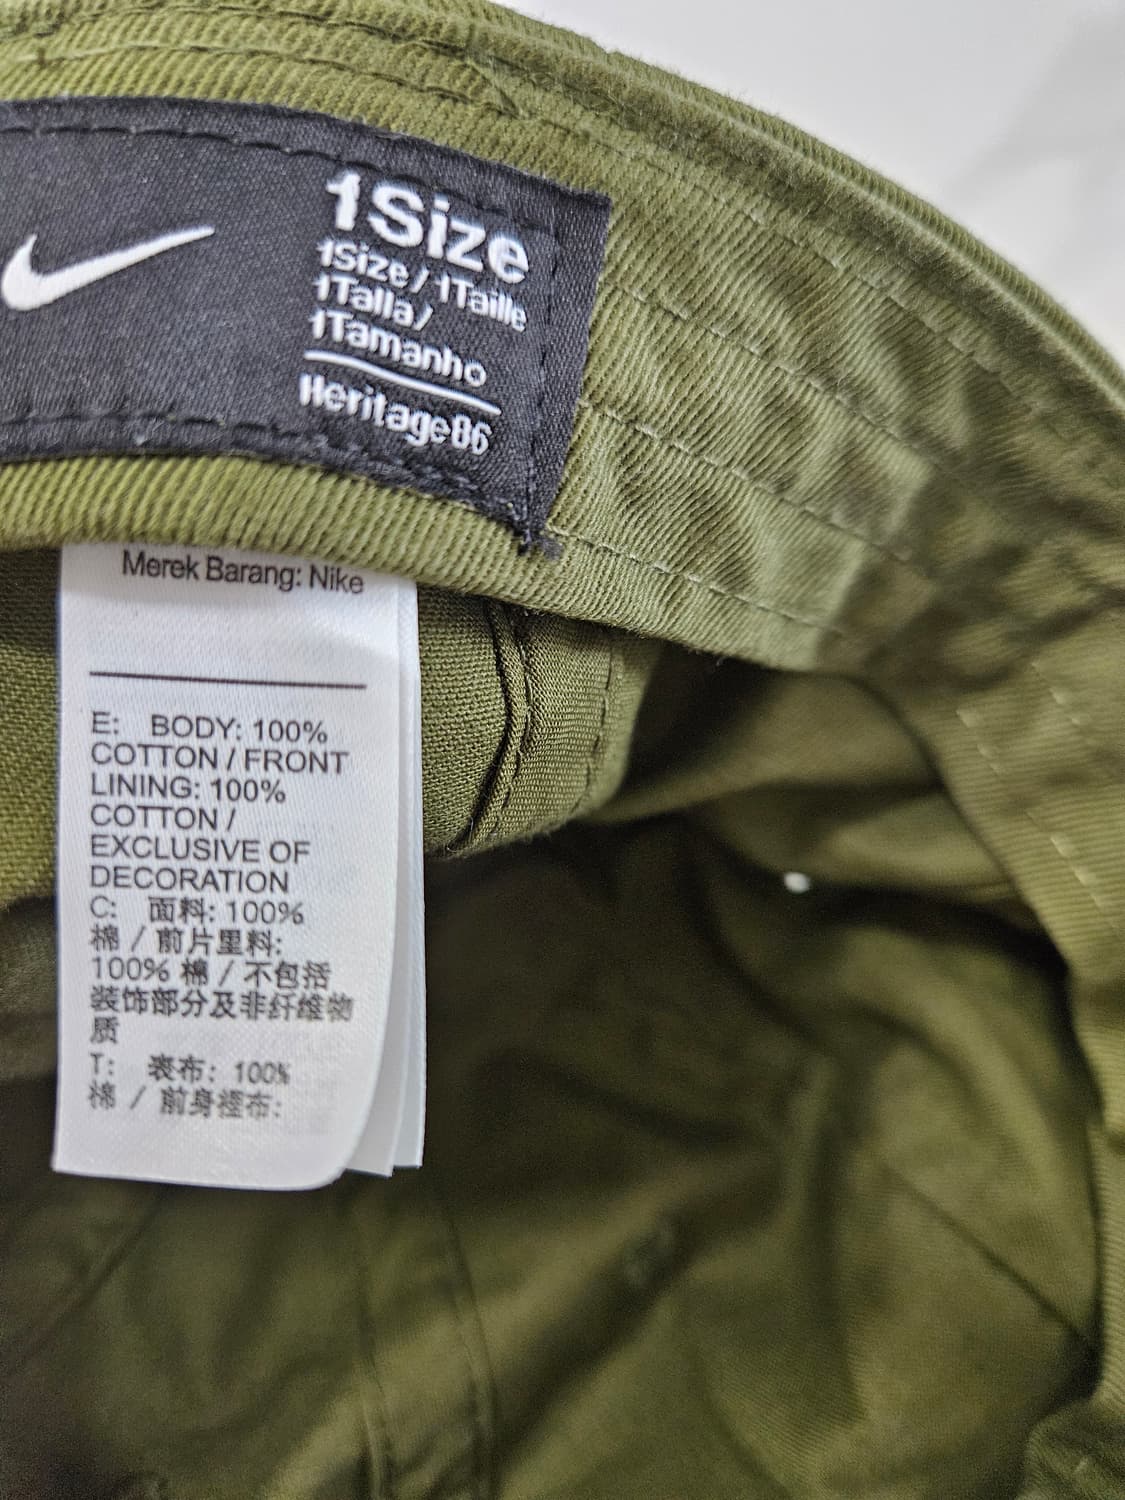 1Size
1Size/1Taille
1Talla/
1Tamanho
Heritage86
Merek Barang: Nike
E: BODY: 100%
COTTON / FRONT
LINING: 100%
COTTON /
EXCLUSIVE OF
DECORATION
C: 面料: 100%
棉 / 前片里料:
100% 棉 / 不包括
装饰部分及非纤维物
质
T: 表布: 100%
棉 / 前身裡布: